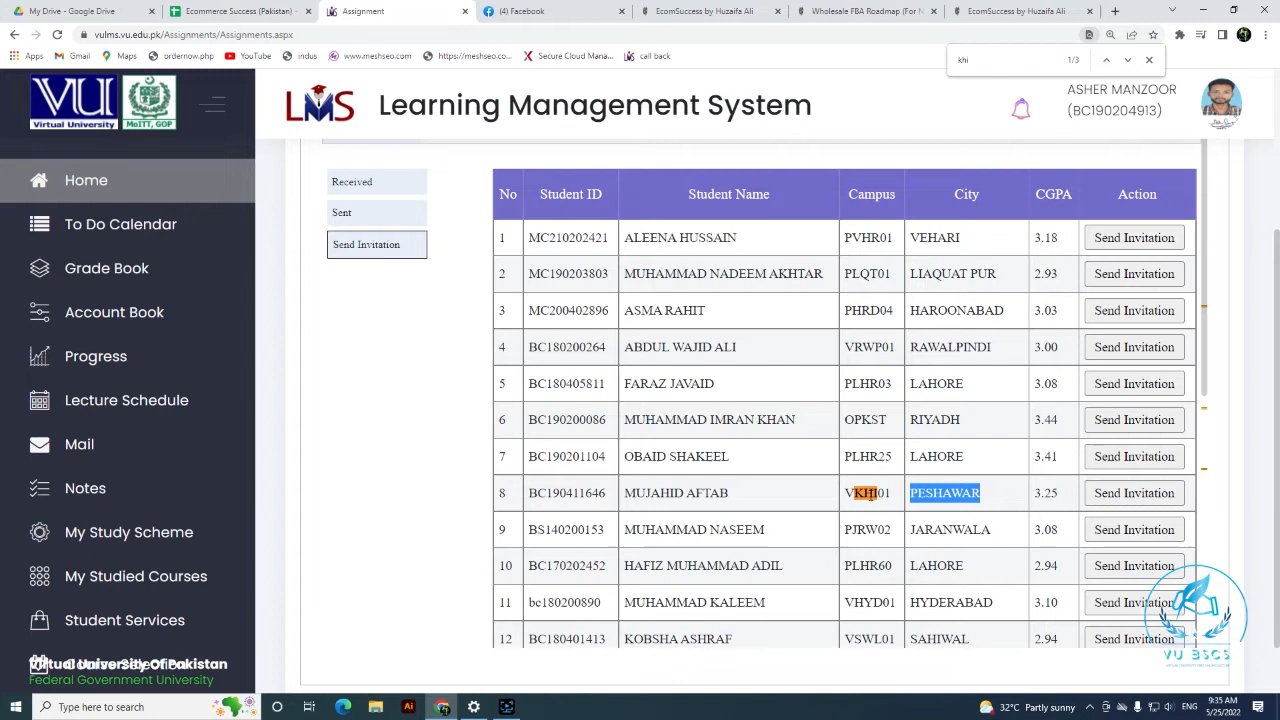 Khoo
Ecommerce Students - C
LMS
(20+) Facebook
EcomSuccess By Huzaifa Ali
Wholesale FBA Roadmap (For N
EcomSuccess By Huzaifa Ali
vulms.vu.edu.pk/Assignments/Assignments.aspx
Apps
Gmail
Maps
ordernow.php
YouTube
indus
www.meshseo.com
https://meshseo.co...
Secure Cloud Mana...
call back
khi
1/3
VU
Virtual University
MoITT, GOP
LMS
Learning Management System
ASHER MANZOOR
(BC190204913)
Home
To Do Calendar
Grade Book
Account Book
Progress
Lecture Schedule
Mail
Notes
My Study Scheme
My Studied Courses
Student Services
Virtual University Of Pakistan
Federal Government University
Received
Sent
Send Invitation
No Student ID Student Name Campus City CGPA Action
1 MC210202421 ALEENA HUSSAIN PVHR01 VEHARI 3.18 Send Invitation
2 MC190203803 MUHAMMAD NADEEM AKHTAR PLQT01 LIAQUAT PUR 2.93 Send Invitation
3 MC200402896 ASMA RAHIT PHRD04 HAROONABAD 3.03 Send Invitation
4 BC180200264 ABDUL WAJID ALI VRWP01 RAWALPINDI 3.00 Send Invitation
5 BC180405811 FARAZ JAVAID PLHR03 LAHORE 3.08 Send Invitation
6 BC190200086 MUHAMMAD IMRAN KHAN OPKST RIYADH 3.44 Send Invitation
7 BC190201104 OBAID SHAKEEL PLHR25 LAHORE 3.41 Send Invitation
8 BC190411646 MUJAHID AFTAB VKHI01 PESHAWAR 3.25 Send Invitation
9 BS140200153 MUHAMMAD NASEEM PJRW02 JARANWALA 3.08 Send Invitation
10 BC170202452 HAFIZ MUHAMMAD ADIL PLHR60 LAHORE 2.94 Send Invitation
11 bc180200890 MUHAMMAD KALEEM VHYD01 HYDERABAD 3.10 Send Invitation
12 BC180401413 KOBSHA ASHRAF VSWL01 SAHIWAL 2.94 Send Invitation
VU BSCS
Type here to search
32°C Partly sunny
9:35 AM
5/25/2022